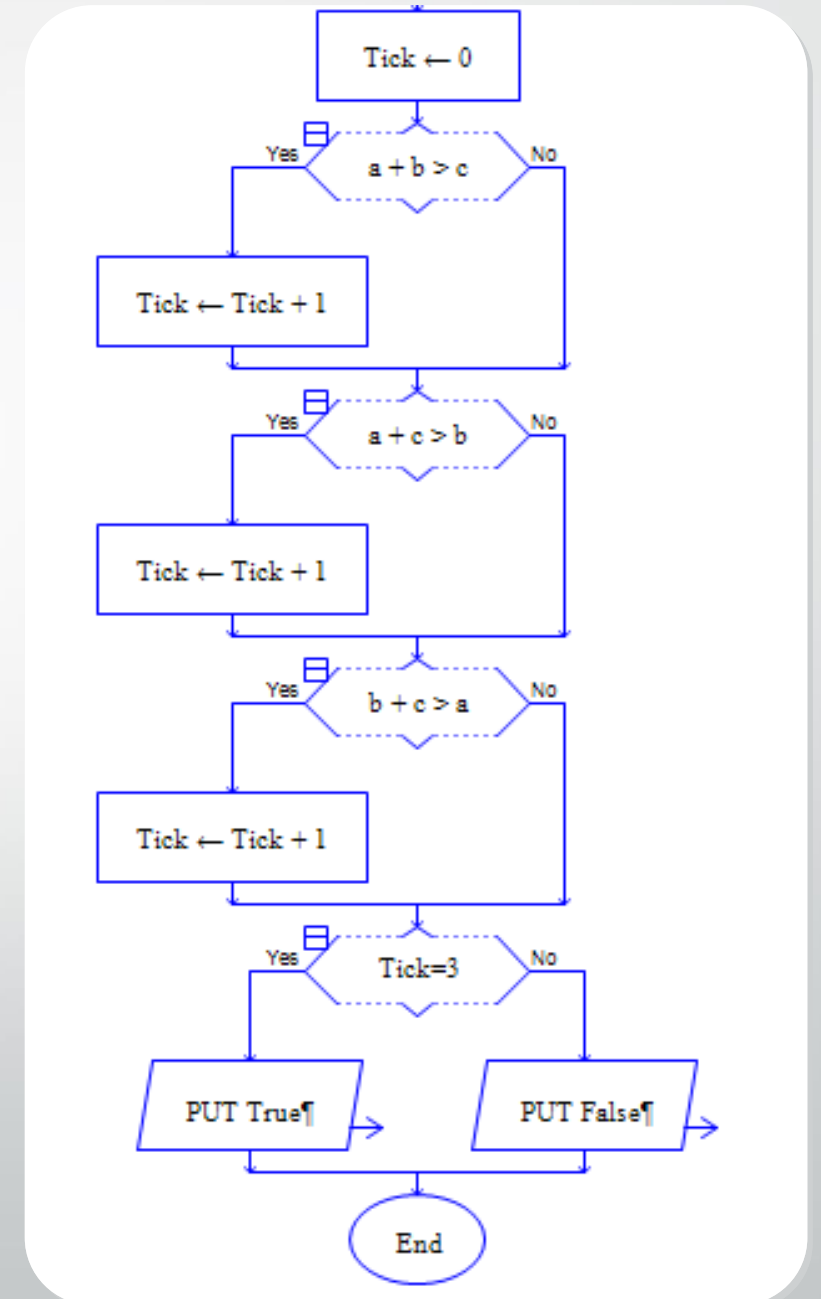 Tick ← 0
Yes
a + b > c
No
Tick ← Tick + 1
Yes
a + c > b
No
Tick ← Tick + 1
Yes
b + c > a
No
Tick ← Tick + 1
Yes
Tick=3
No
PUT True¶
PUT False¶
End